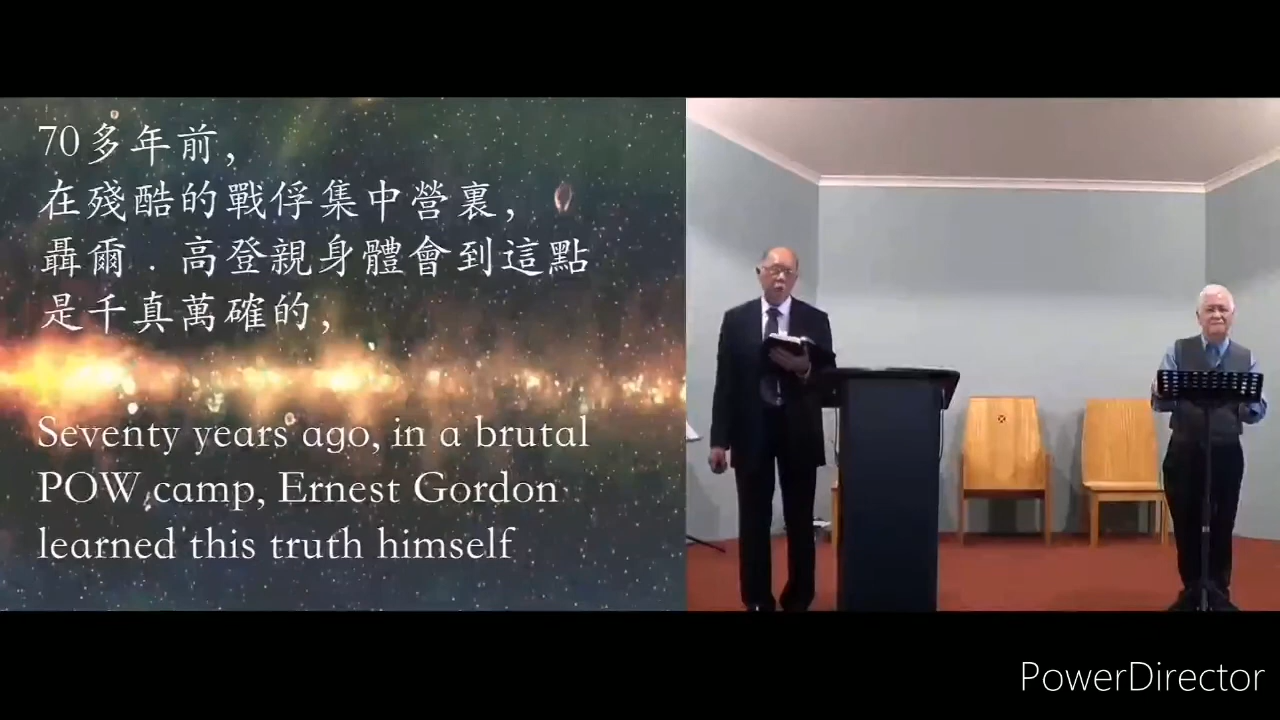 70多年前，
在殘酷的戰俘集中營裏，
聶爾．高登親身體會到這點
是千真萬確的，
Seventy years ago, in a brutal
POW camp, Ernest Gordon
learned this truth himself
PowerDirector